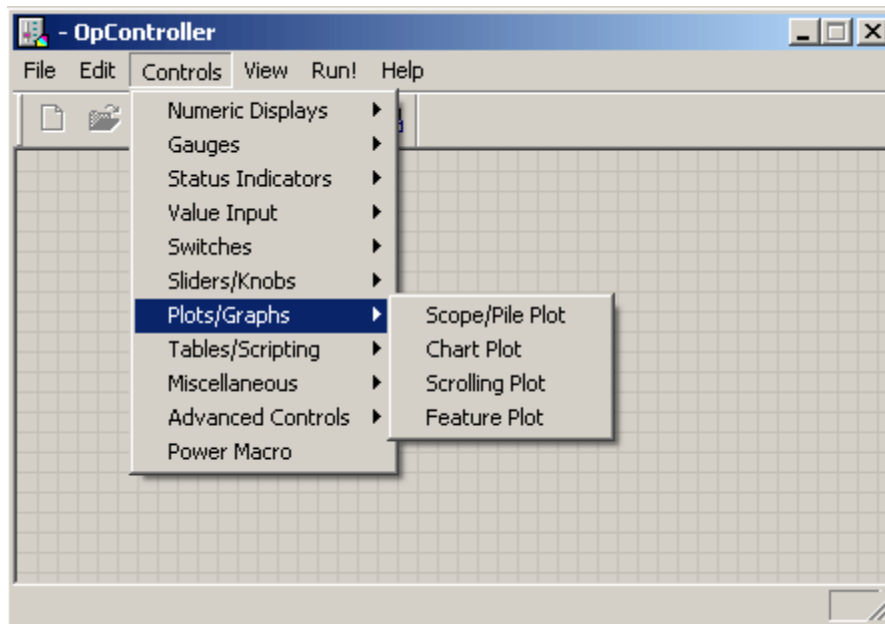 - OpController
File Edit Controls View Run! Help
Numeric Displays
Gauges
Status Indicators
Value Input
Switches
Sliders/Knobs
Plots/Graphs
Scope/Pile Plot
Chart Plot
Scrolling Plot
Feature Plot
Tables/Scripting
Miscellaneous
Advanced Controls
Power Macro